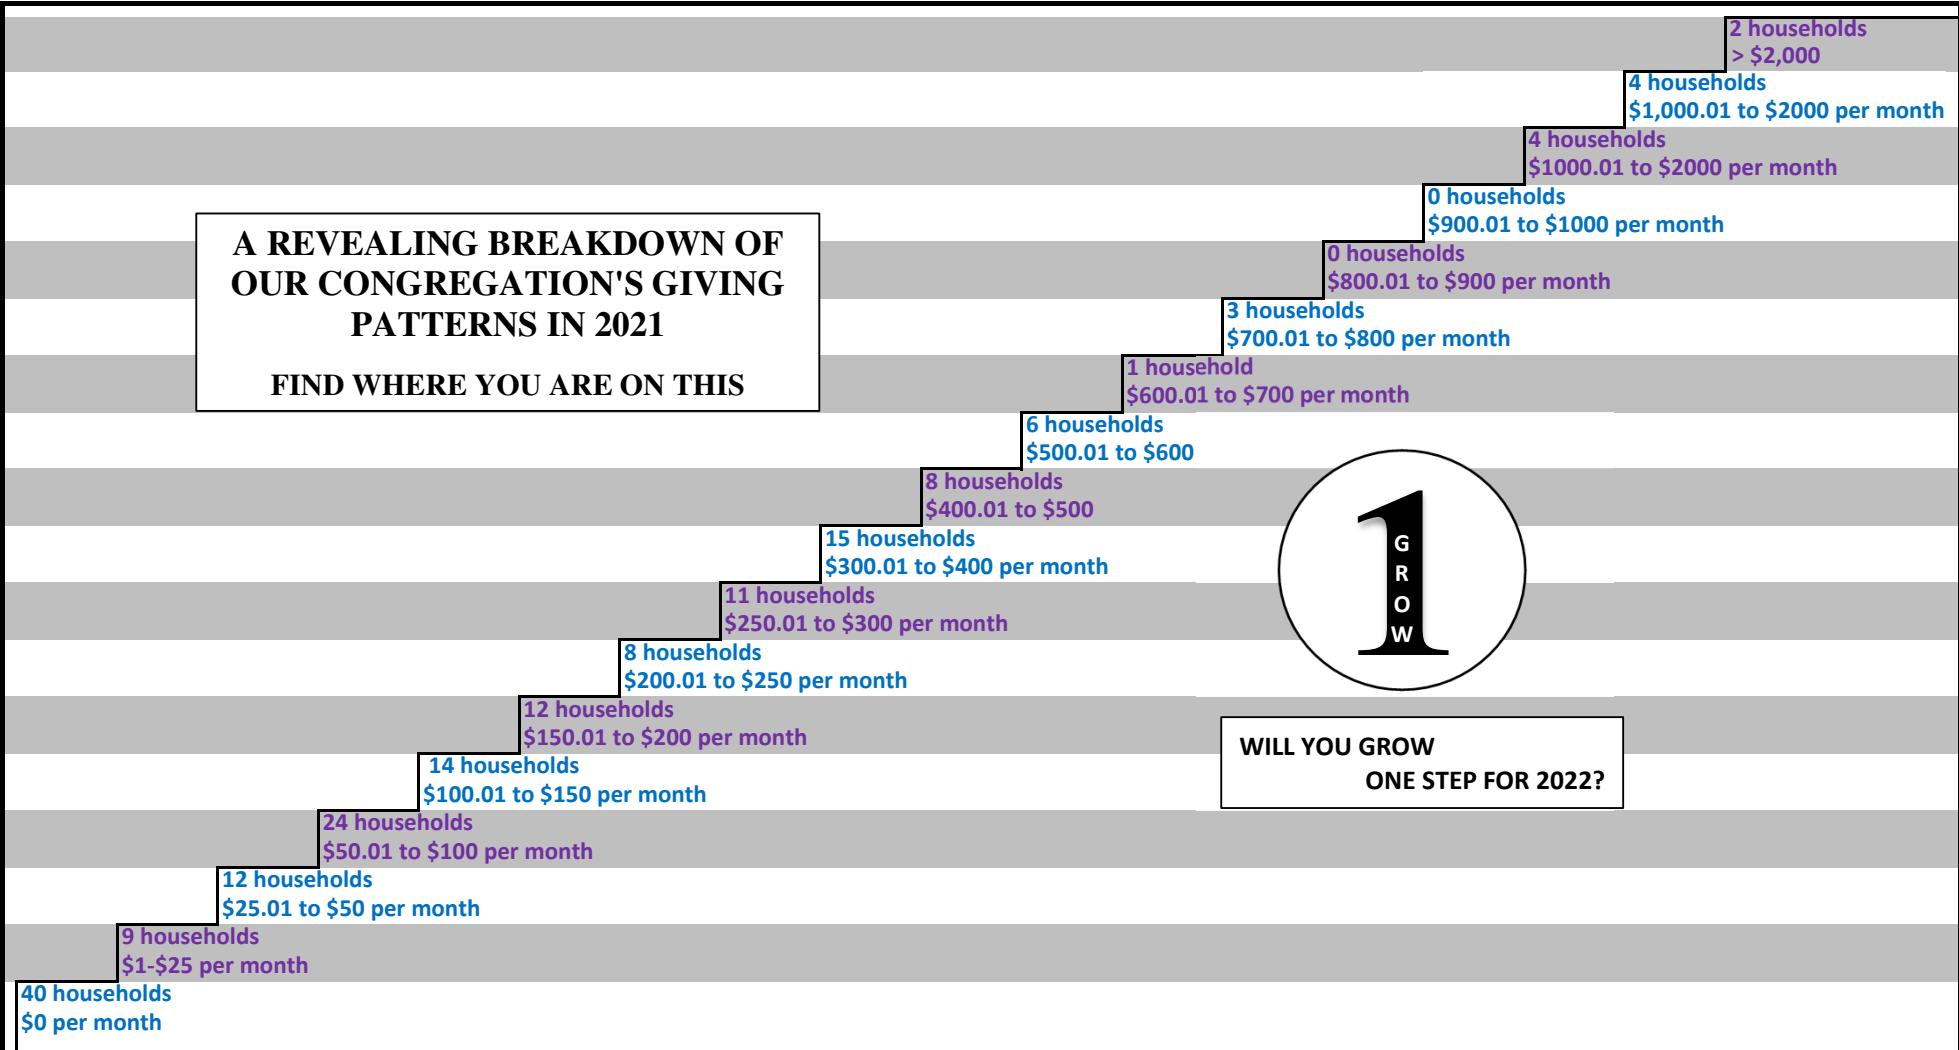 2 households
> $2,000
4 households
$1,000.01 to $2000 per month
4 households
$1000.01 to $2000 per month
0 households
$900.01 to $1000 per month
A REVEALING BREAKDOWN OF
OUR CONGREGATION'S GIVING
PATTERNS IN 2021
FIND WHERE YOU ARE ON THIS
0 households
$800.01 to $900 per month
3 households
$700.01 to $800 per month
1 household
$600.01 to $700 per month
6 households
$500.01 to $600
8 households
$400.01 to $500
15 households
$300.01 to $400 per month
11 households
$250.01 to $300 per month
1
G
R
O
W
8 households
$200.01 to $250 per month
12 households
$150.01 to $200 per month
WILL YOU GROW
ONE STEP FOR 2022?
14 households
$100.01 to $150 per month
24 households
$50.01 to $100 per month
12 households
$25.01 to $50 per month
9 households
$1-$25 per month
40 households
$0 per month